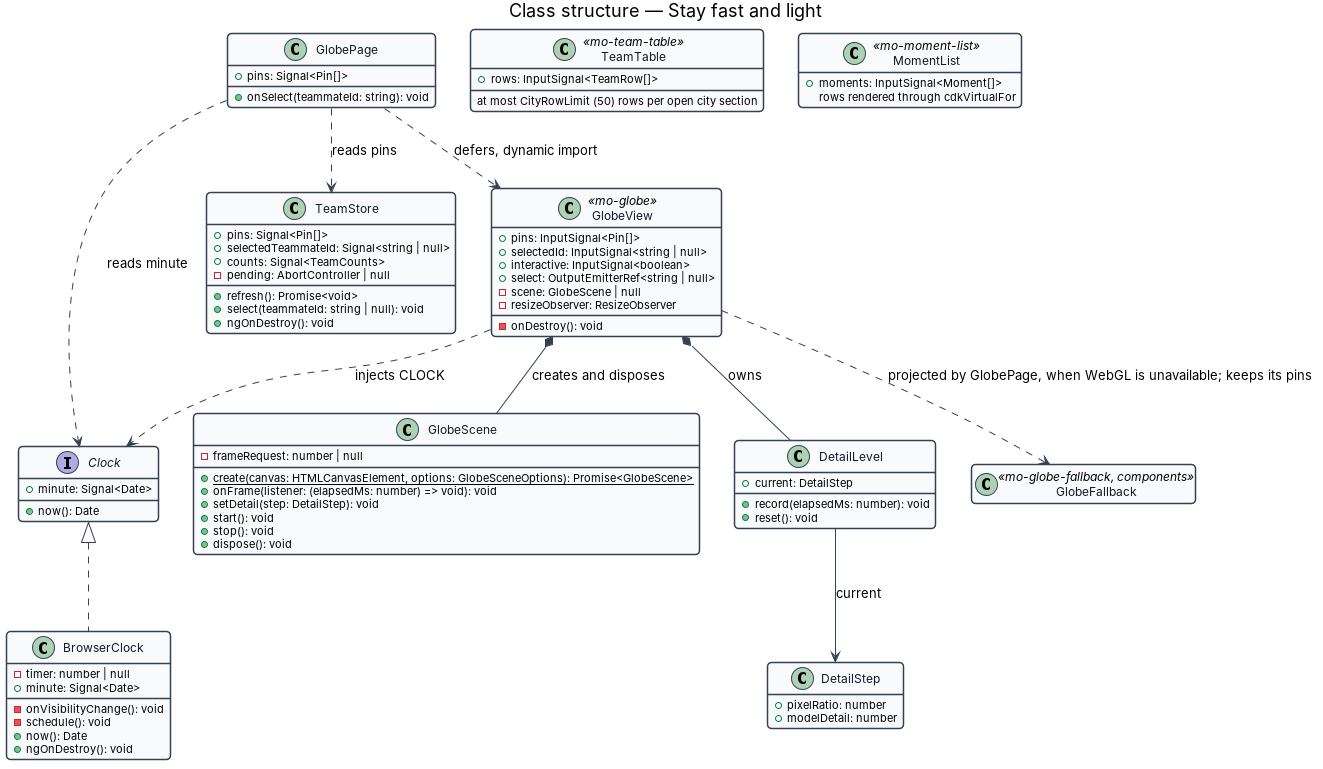 Class structure — Stay fast and light
C GlobePage
pins: Signal<Pin[]>
onSelect(teammateId: string): void
C «mo-team-table»
TeamTable
rows: InputSignal<TeamRow[]>
at most CityRowLimit (50) rows per open city section
C «mo-moment-list»
MomentList
moments: InputSignal<Moment[]>
rows rendered through cdkVirtualFor
reads pins
defers, dynamic import
reads minute
C TeamStore
pins: Signal<Pin[]>
selectedTeammateId: Signal<string | null>
counts: Signal<TeamCounts>
pending: AbortController | null
refresh(): Promise<void>
select(teammateId: string | null): void
ngOnDestroy(): void
C «mo-globe»
GlobeView
pins: InputSignal<Pin[]>
selectedId: InputSignal<string | null>
interactive: InputSignal<boolean>
select: OutputEmitterRef<string | null>
scene: GlobeScene | null
resizeObserver: ResizeObserver
onDestroy(): void
injects CLOCK
creates and disposes
owns
projected by GlobePage, when WebGL is unavailable; keeps its pins
I Clock
minute: Signal<Date>
now(): Date
C GlobeScene
frameRequest: number | null
create(canvas: HTMLCanvasElement, options: GlobeSceneOptions): Promise<GlobeScene>
onFrame(listener: (elapsedMs: number) => void): void
setDetail(step: DetailStep): void
start(): void
stop(): void
dispose(): void
C DetailLevel
current: DetailStep
record(elapsedMs: number): void
reset(): void
C «mo-globe-fallback, components»
GlobeFallback
current
C BrowserClock
timer: number | null
minute: Signal<Date>
onVisibilityChange(): void
schedule(): void
now(): Date
ngOnDestroy(): void
C DetailStep
pixelRatio: number
modelDetail: number